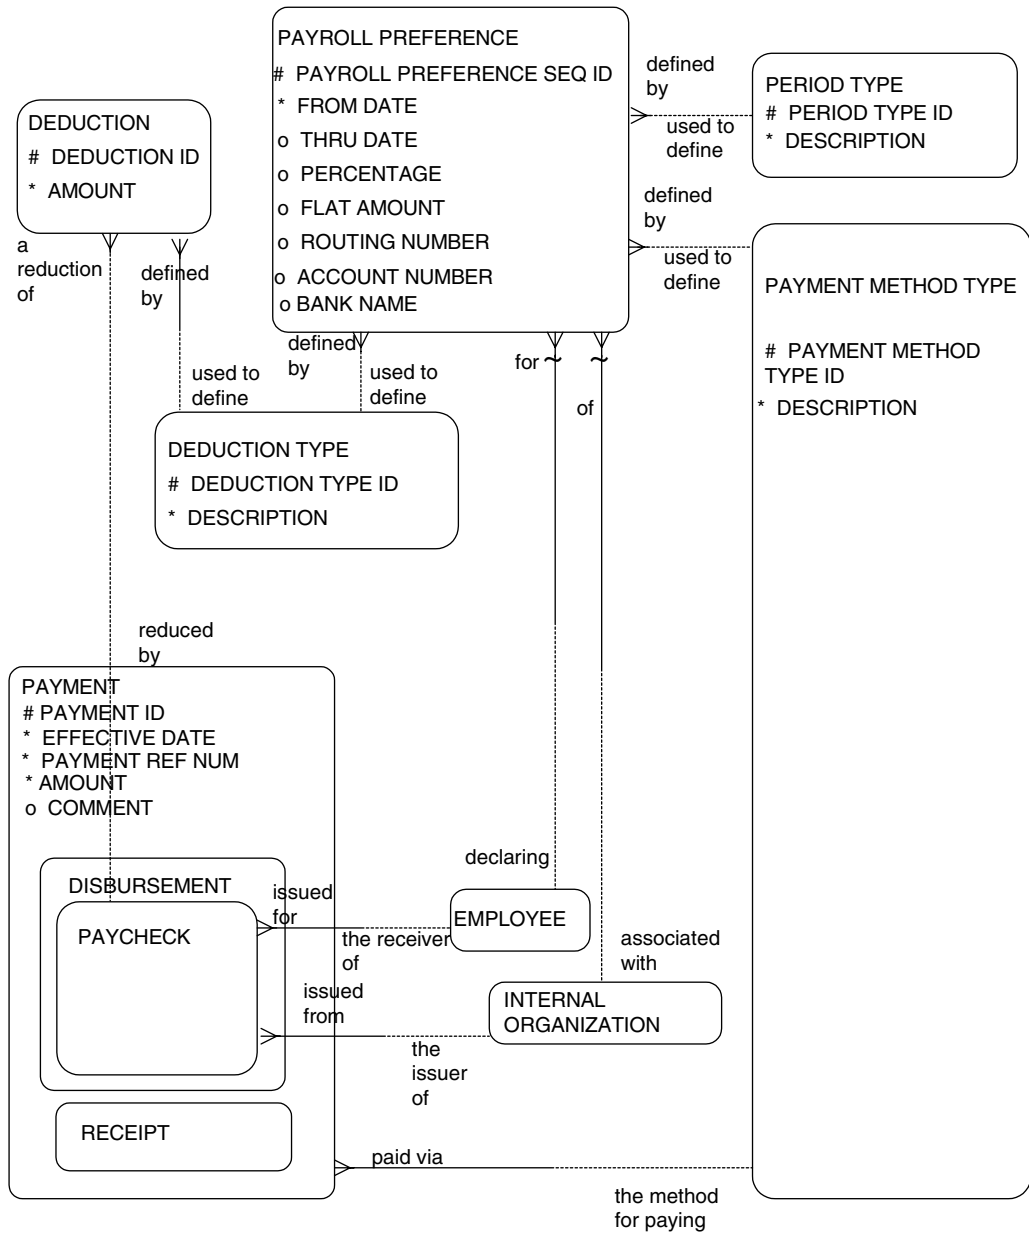 PAYROLL PREFERENCE
# PAYROLL PREFERENCE SEQ ID
* FROM DATE
o THRU DATE
o PERCENTAGE
o FLAT AMOUNT
o ROUTING NUMBER
o ACCOUNT NUMBER
o BANK NAME
defined
by
used to
define
PERIOD TYPE
# PERIOD TYPE ID
* DESCRIPTION
DEDUCTION
# DEDUCTION ID
* AMOUNT
defined
by
used to
define
PAYMENT METHOD TYPE
# PAYMENT METHOD
TYPE ID
* DESCRIPTION
a
reduction
of
defined
by
used to
define
defined
by
used to
define
for
~
~
of
DEDUCTION TYPE
# DEDUCTION TYPE ID
* DESCRIPTION
reduced
by
PAYMENT
# PAYMENT ID
* EFFECTIVE DATE
* PAYMENT REF NUM
* AMOUNT
o COMMENT
DISBURSEMENT
PAYCHECK
issued
for
the receiver
of
declaring
EMPLOYEE
associated
with
issued
from
the
issuer
of
INTERNAL
ORGANIZATION
RECEIPT
paid via
the method
for paying